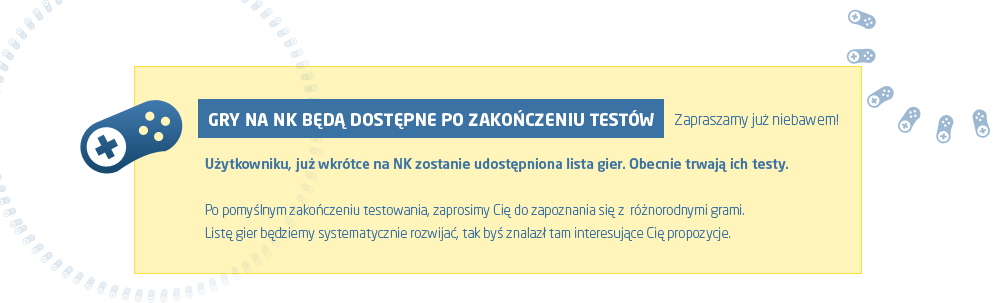 GRY NA NK BĘDĄ DOSTĘPNE PO ZAKOŃCZENIU TESTÓW Zapraszamy już niebawem!
Użytkowniku, już wkrótce na NK zostanie udostępniona lista gier. Obecnie trwają ich testy.
Po pomyślnym zakończeniu testowania, zaprosimy Cię do zapoznania się z różnorodnymi grami.
Listę gier będziemy systematycznie rozwijać, tak byś znalazł tam interesujące Cię propozycje.